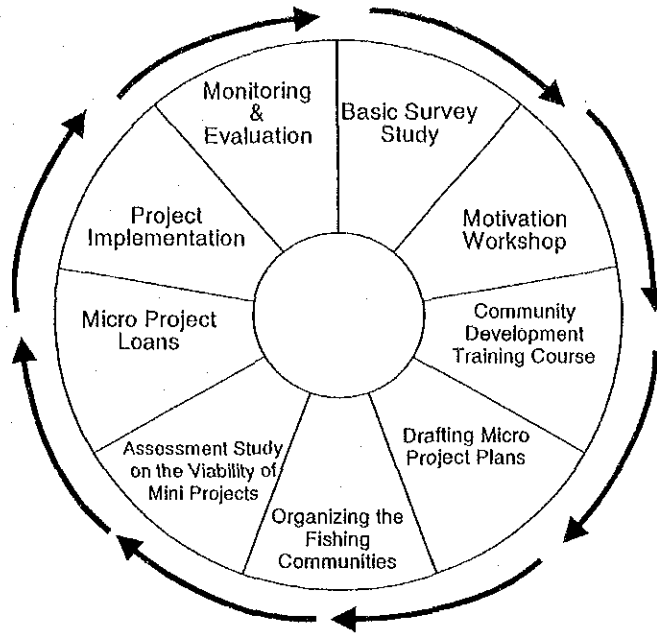 Basic Survey
Study
Motivation
Workshop
Community
Development
Training Course
Drafting Micro
Project Plans
Organizing the
Fishing
Communities
Assessment Study
on the Viability of
Mini Projects
Micro Project
Loans
Project
Implementation
Monitoring
&
Evaluation